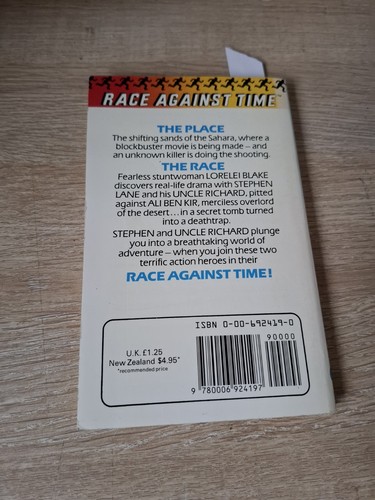 RACE AGAINST TIME
THE PLACE
The shifting sands of the Sahara, where a
blockbuster movie is being made – and
an unknown killer is doing the shooting.
THE RACE
Fearless stuntwoman LORELEI BLAKE
discovers real-life drama with STEPHEN
LANE and his UNCLE RICHARD, pitted
against ALI BEN KIR, merciless overlord
of the desert ... in a secret tomb turned
into a deathtrap.
STEPHEN and UNCLE RICHARD plunge
you into a breathtaking world of
adventure – when you join these two
terrific action heroes in their
RACE AGAINST TIME!
ISBN 0-00-692419-0
90000
U.K. £1.25
New Zealand $4.95*
*recommended price
9 780006 924197